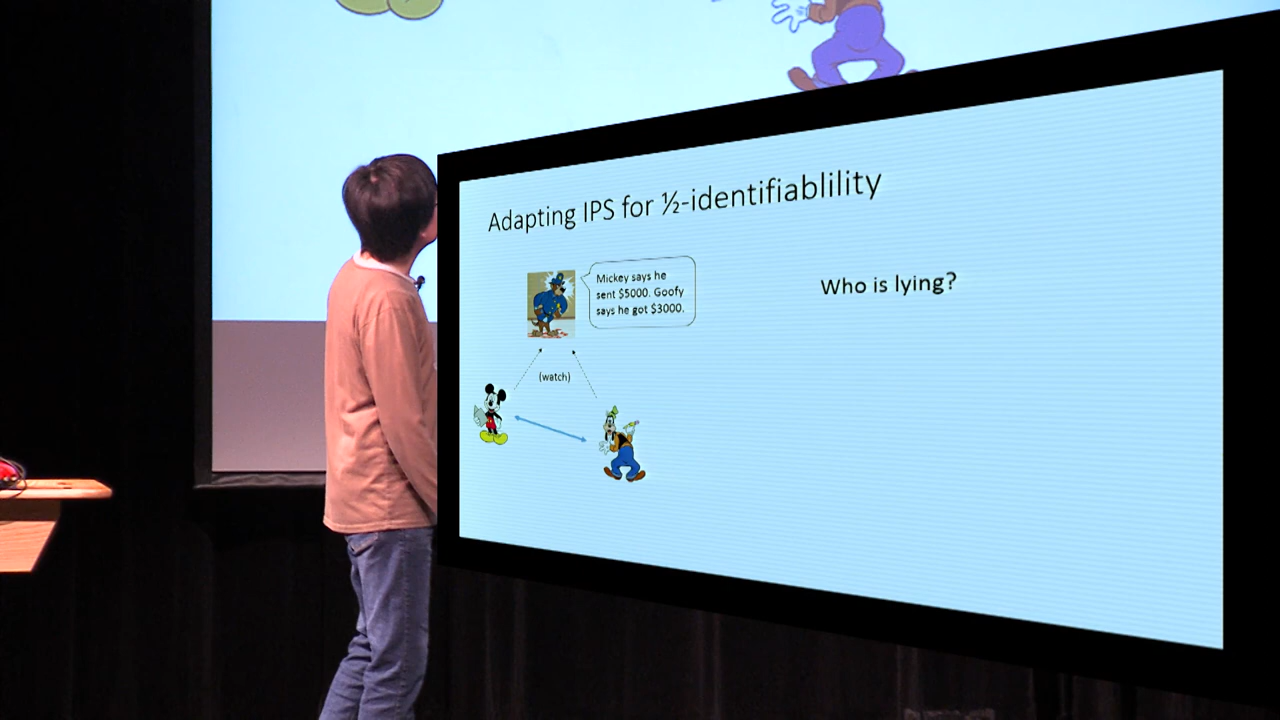 Adapting IPS for ½-identifiablility
Mickey says he
sent $5000. Goofy
says he got $3000.
Who is lying?
(watch)